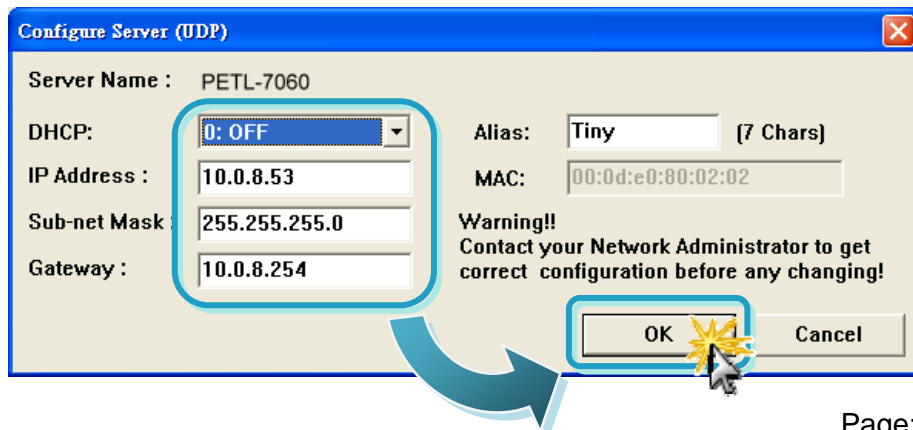 Configure Server (UDP)
Server Name : PETL-7060
DHCP: 0: OFF Alias: Tiny (7 Chars)
IP Address : 10.0.8.53 MAC: 00:0d:e0:80:02:02
Sub-net Mask : 255.255.255.0 Warning!!
Contact your Network Administrator to get
Gateway : 10.0.8.254 correct configuration before any changing!
OK Cancel
Page: